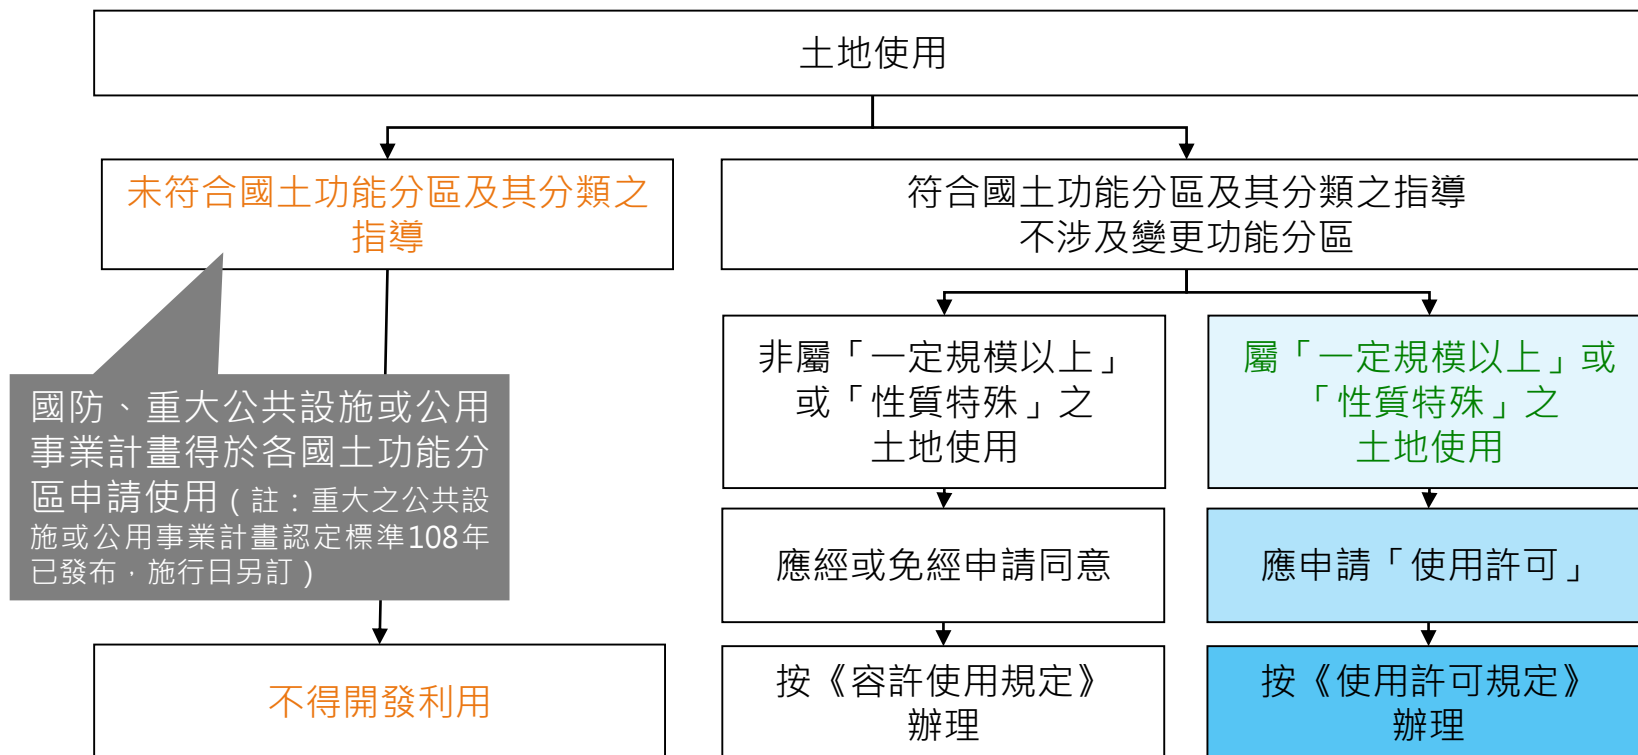 土地使用
未符合國土功能分區及其分類之
指導
符合國土功能分區及其分類之指導
不涉及變更功能分區
國防、重大公共設施或公用
事業計畫得於各國土功能分
區申請使用(註：重大之公共設
施或公用事業計畫認定標準108年
已發布，施行日另訂)
非屬「一定規模以上」
或「性質特殊」之
土地使用
屬「一定規模以上」或
「性質特殊」之
土地使用
應經或免經申請同意
應申請「使用許可」
不得開發利用
按《容許使用規定》
辦理
按《使用許可規定》
辦理